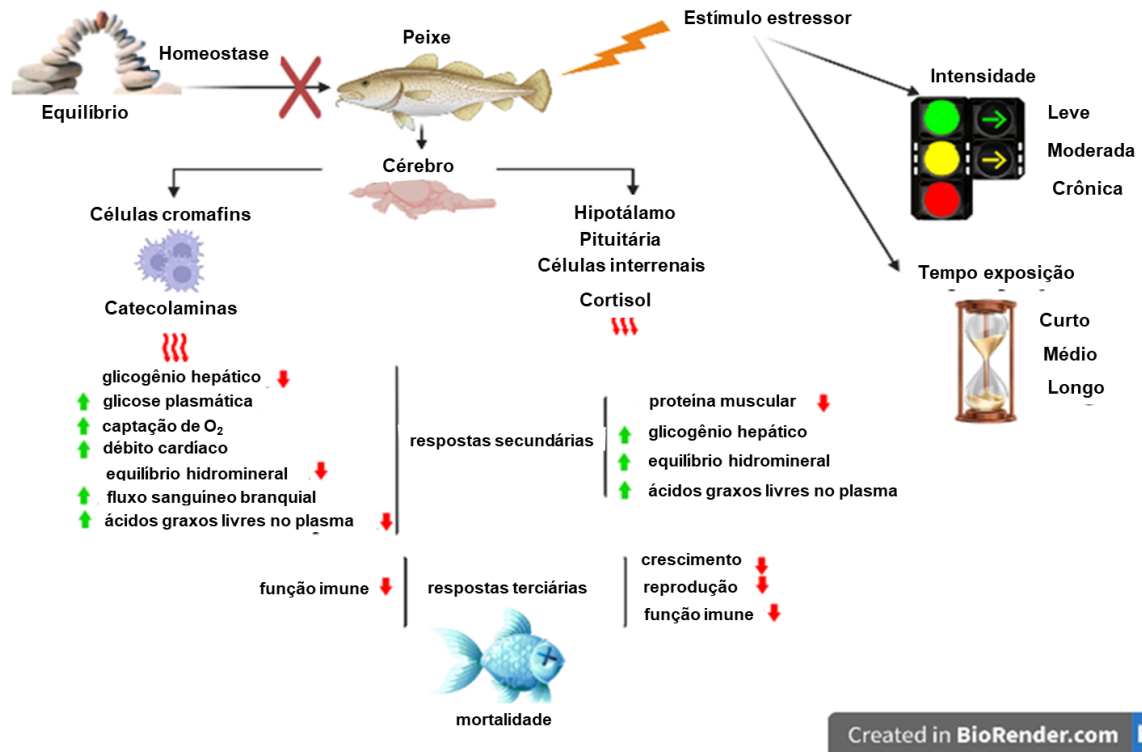 Estímulo estressor
Peixe
Homeostase
Equilíbrio
Intensidade
Leve
Moderada
Crônica
Cérebro
Células cromafins
Hipotálamo
Pituitária
Células interrenais
Tempo exposição
Catecolaminas
Cortisol
Curto
Médio
Longo
glicogênio hepático
glicose plasmática
captação de O₂
débito cardíaco
equilíbrio hidromineral
fluxo sanguíneo branquial
ácidos graxos livres no plasma
respostas secundárias
proteína muscular
glicogênio hepático
equilíbrio hidromineral
ácidos graxos livres no plasma
função imune
respostas terciárias
crescimento
reprodução
função imune
mortalidade
Created in BioRender.com